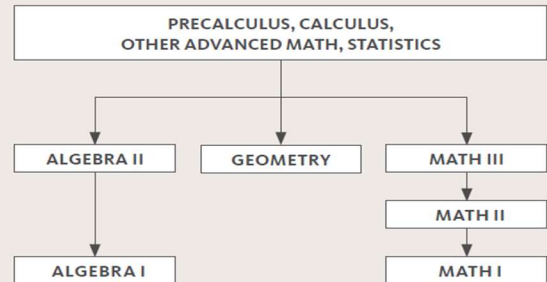 PRECALCULUS, CALCULUS,
OTHER ADVANCED MATH, STATISTICS
ALGEBRA II
GEOMETRY
MATH III
MATH II
ALGEBRA I
MATH I